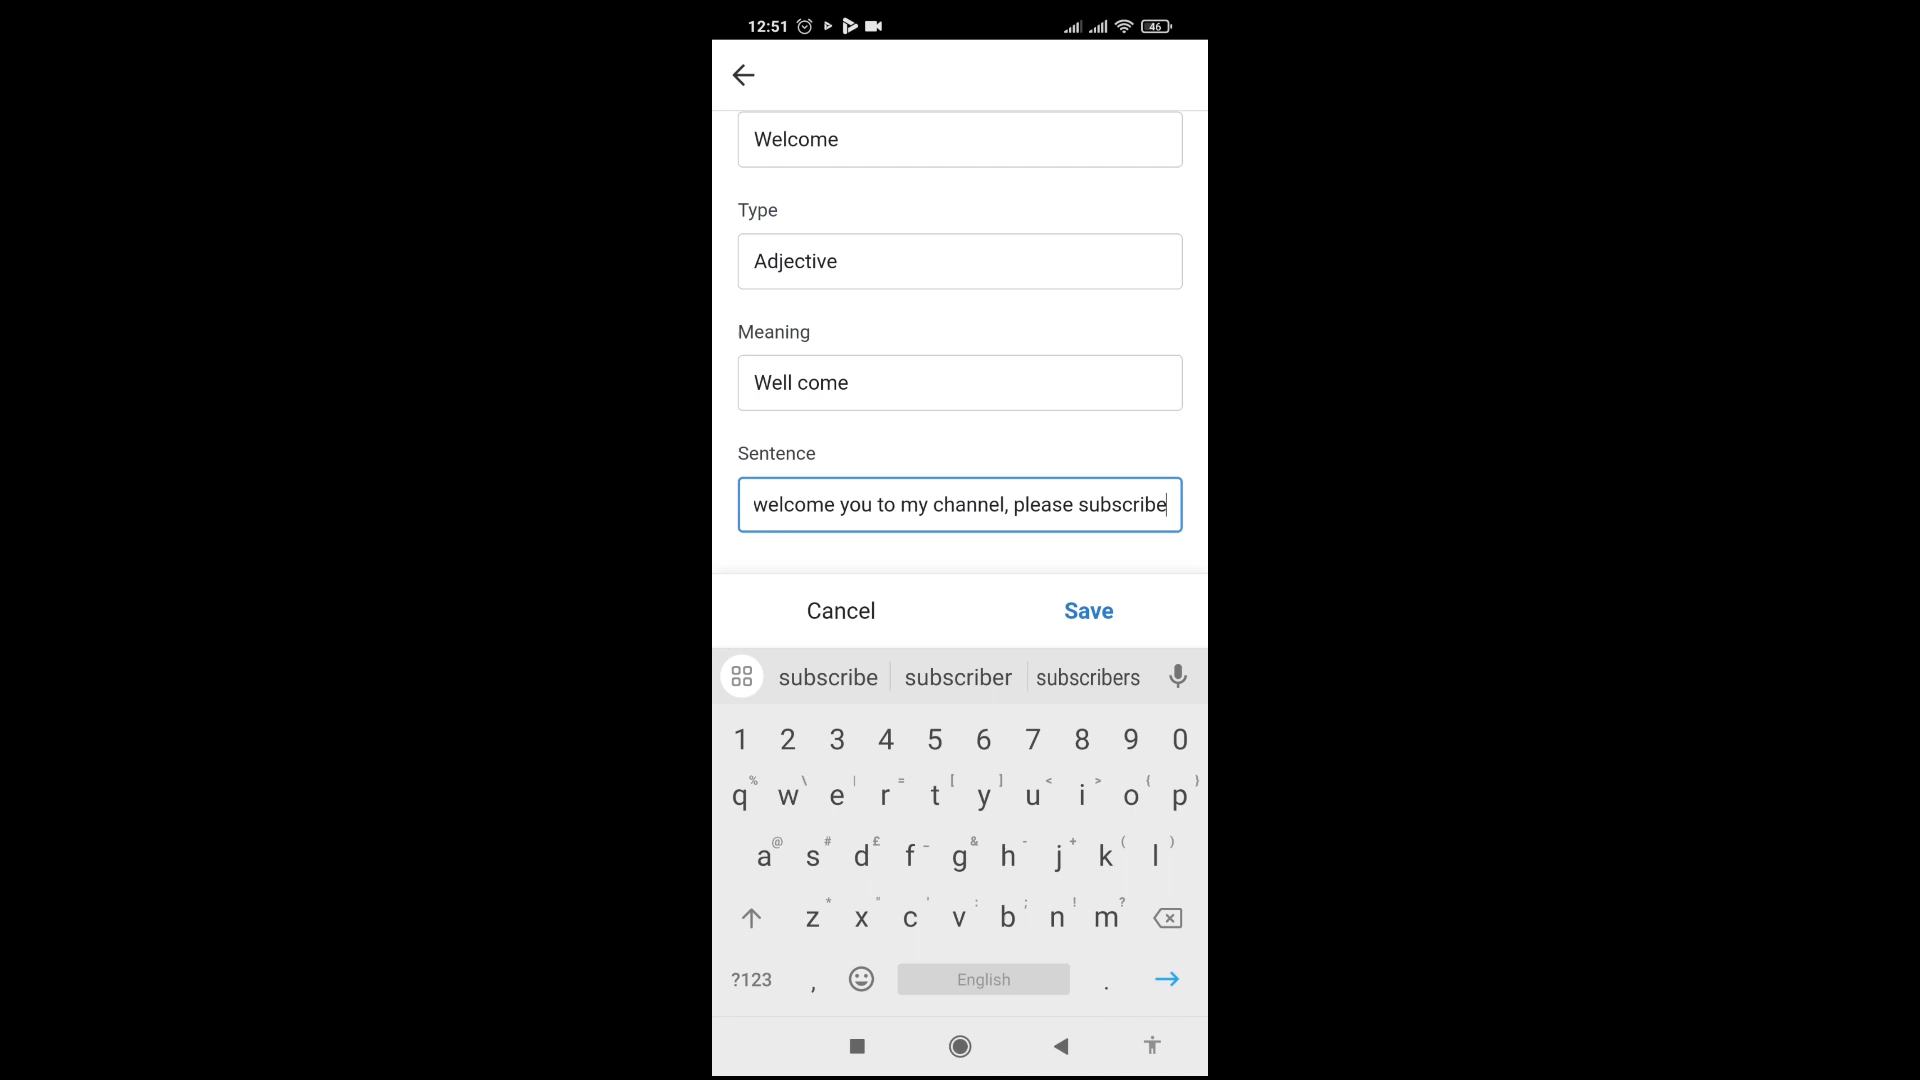 12:51 46
Welcome
Type
Adjective
Meaning
Well come
Sentence
welcome you to my channel, please subscribe
Cancel Save
subscribe subscriber subscribers
1 2 3 4 5 6 7 8 9 0
% \ | = [ ] < > { }
q w e r t y u i o p
@ # £ _ & - + ( )
a s d f g h j k l
* " ' : ; ! ?
z x c v b n m
?123 , English .